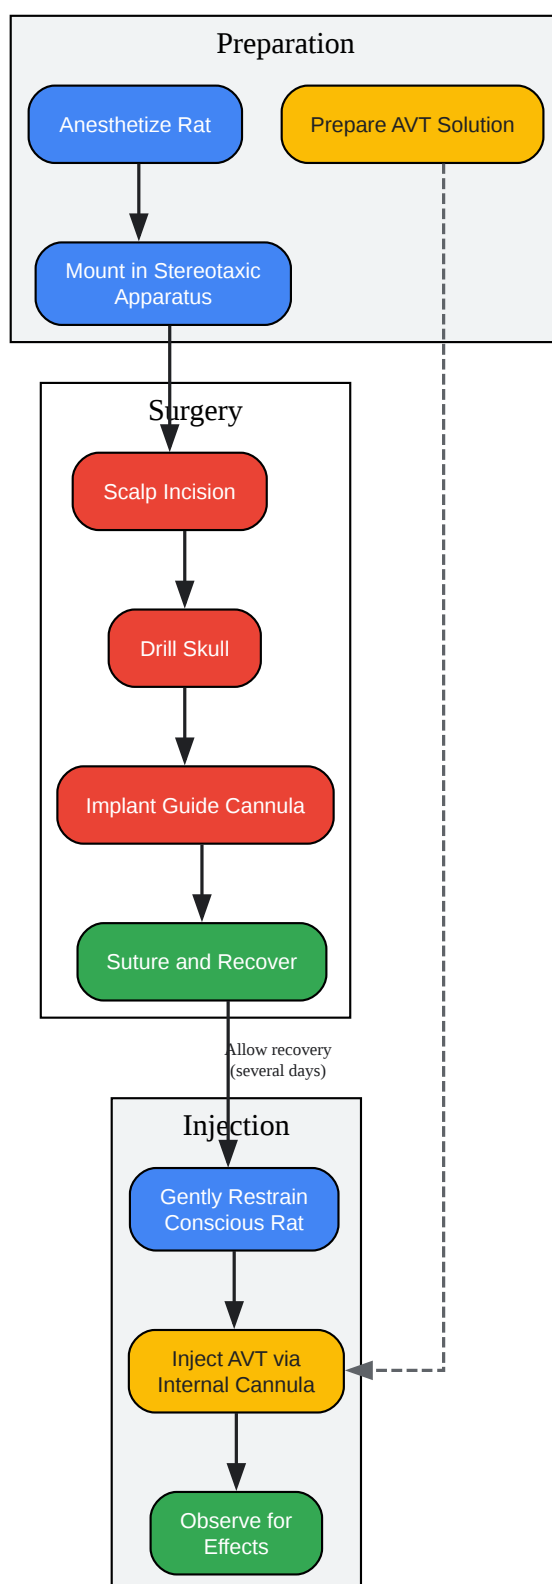 Preparation
Anesthetize Rat
Prepare AVT Solution
Mount in Stereotaxic
Apparatus
Surgery
Scalp Incision
Drill Skull
Implant Guide Cannula
Suture and Recover
Allow recovery
(several days)
Injection
Gently Restrain
Conscious Rat
Inject AVT via
Internal Cannula
Observe for
Effects